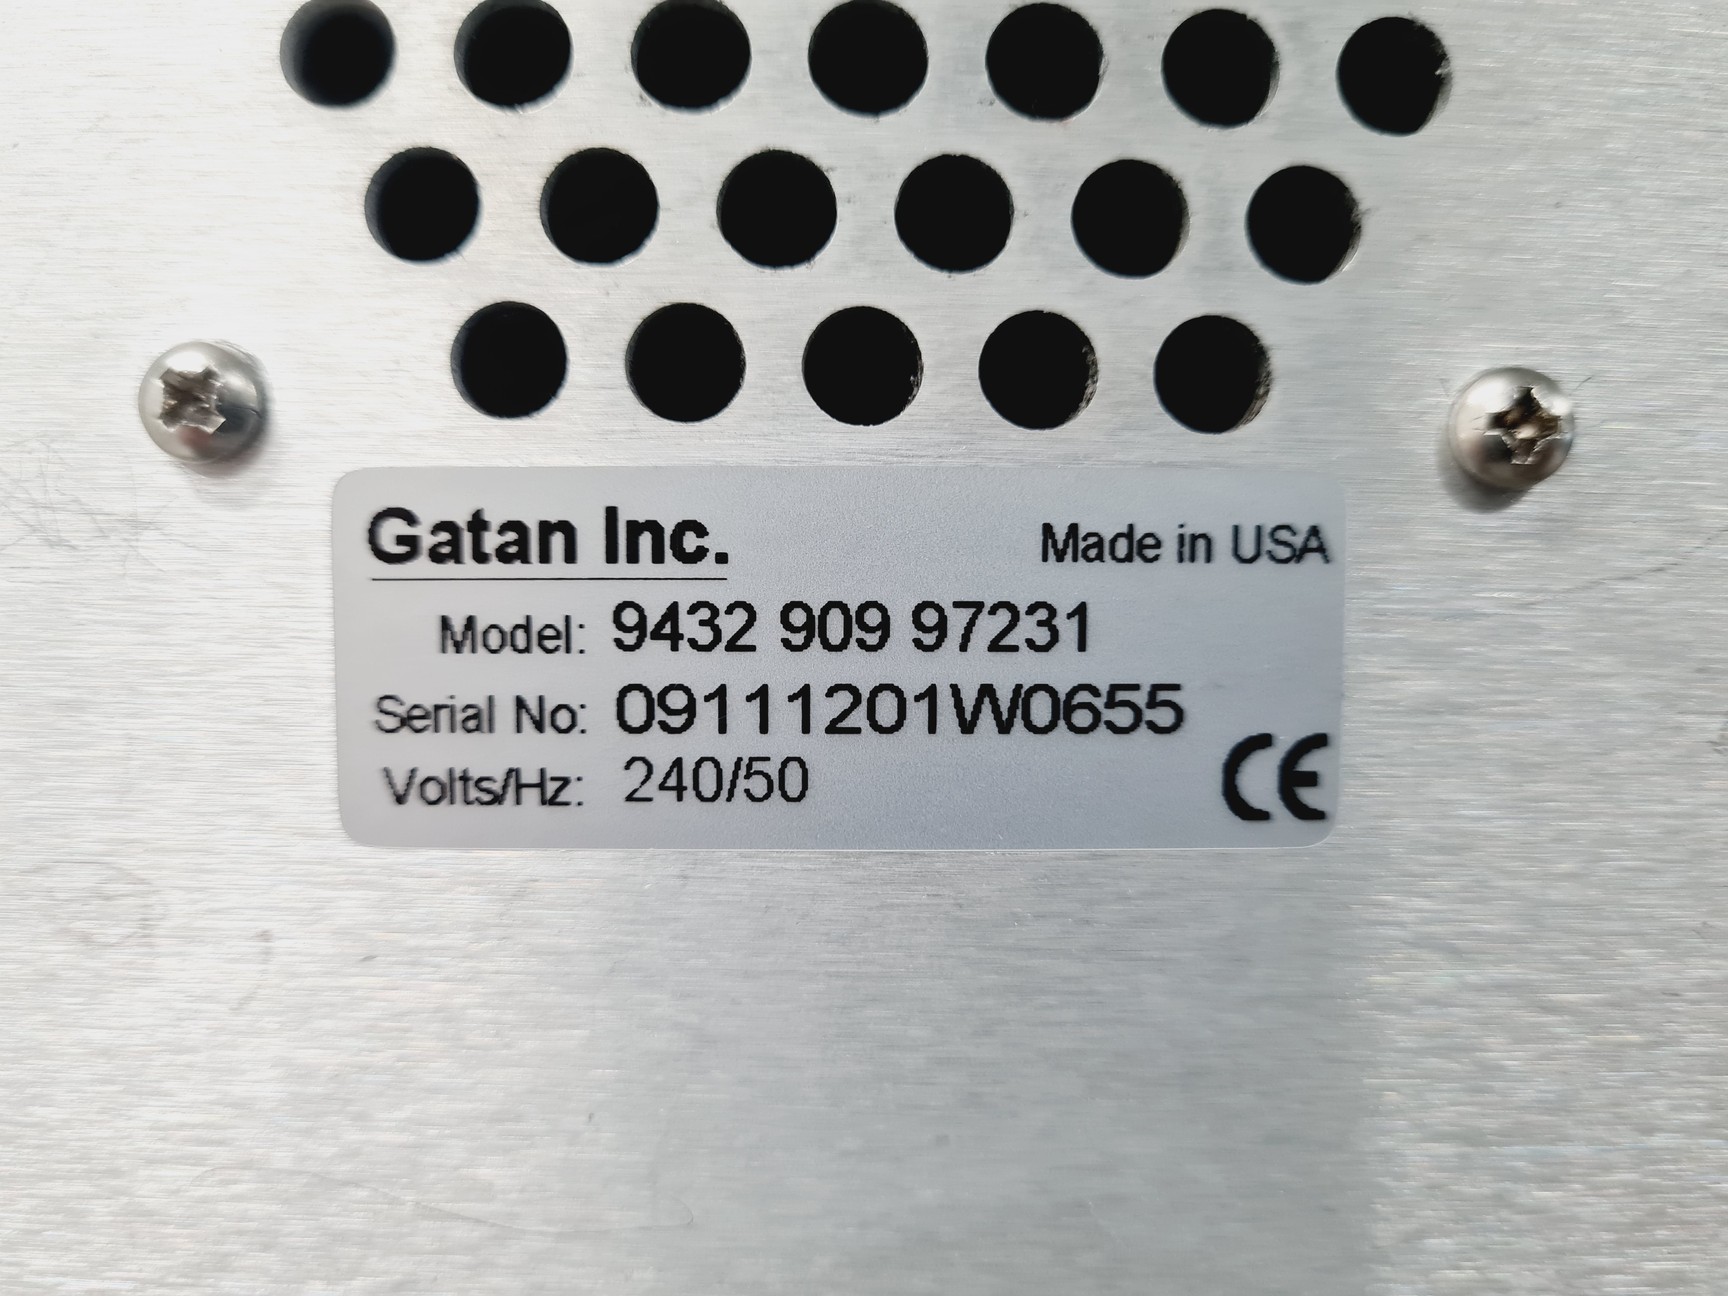 Gatan Inc. Made in USA
Model: 9432 909 97231
Serial No: 09111201W0655
Volts/Hz: 240/50
CE